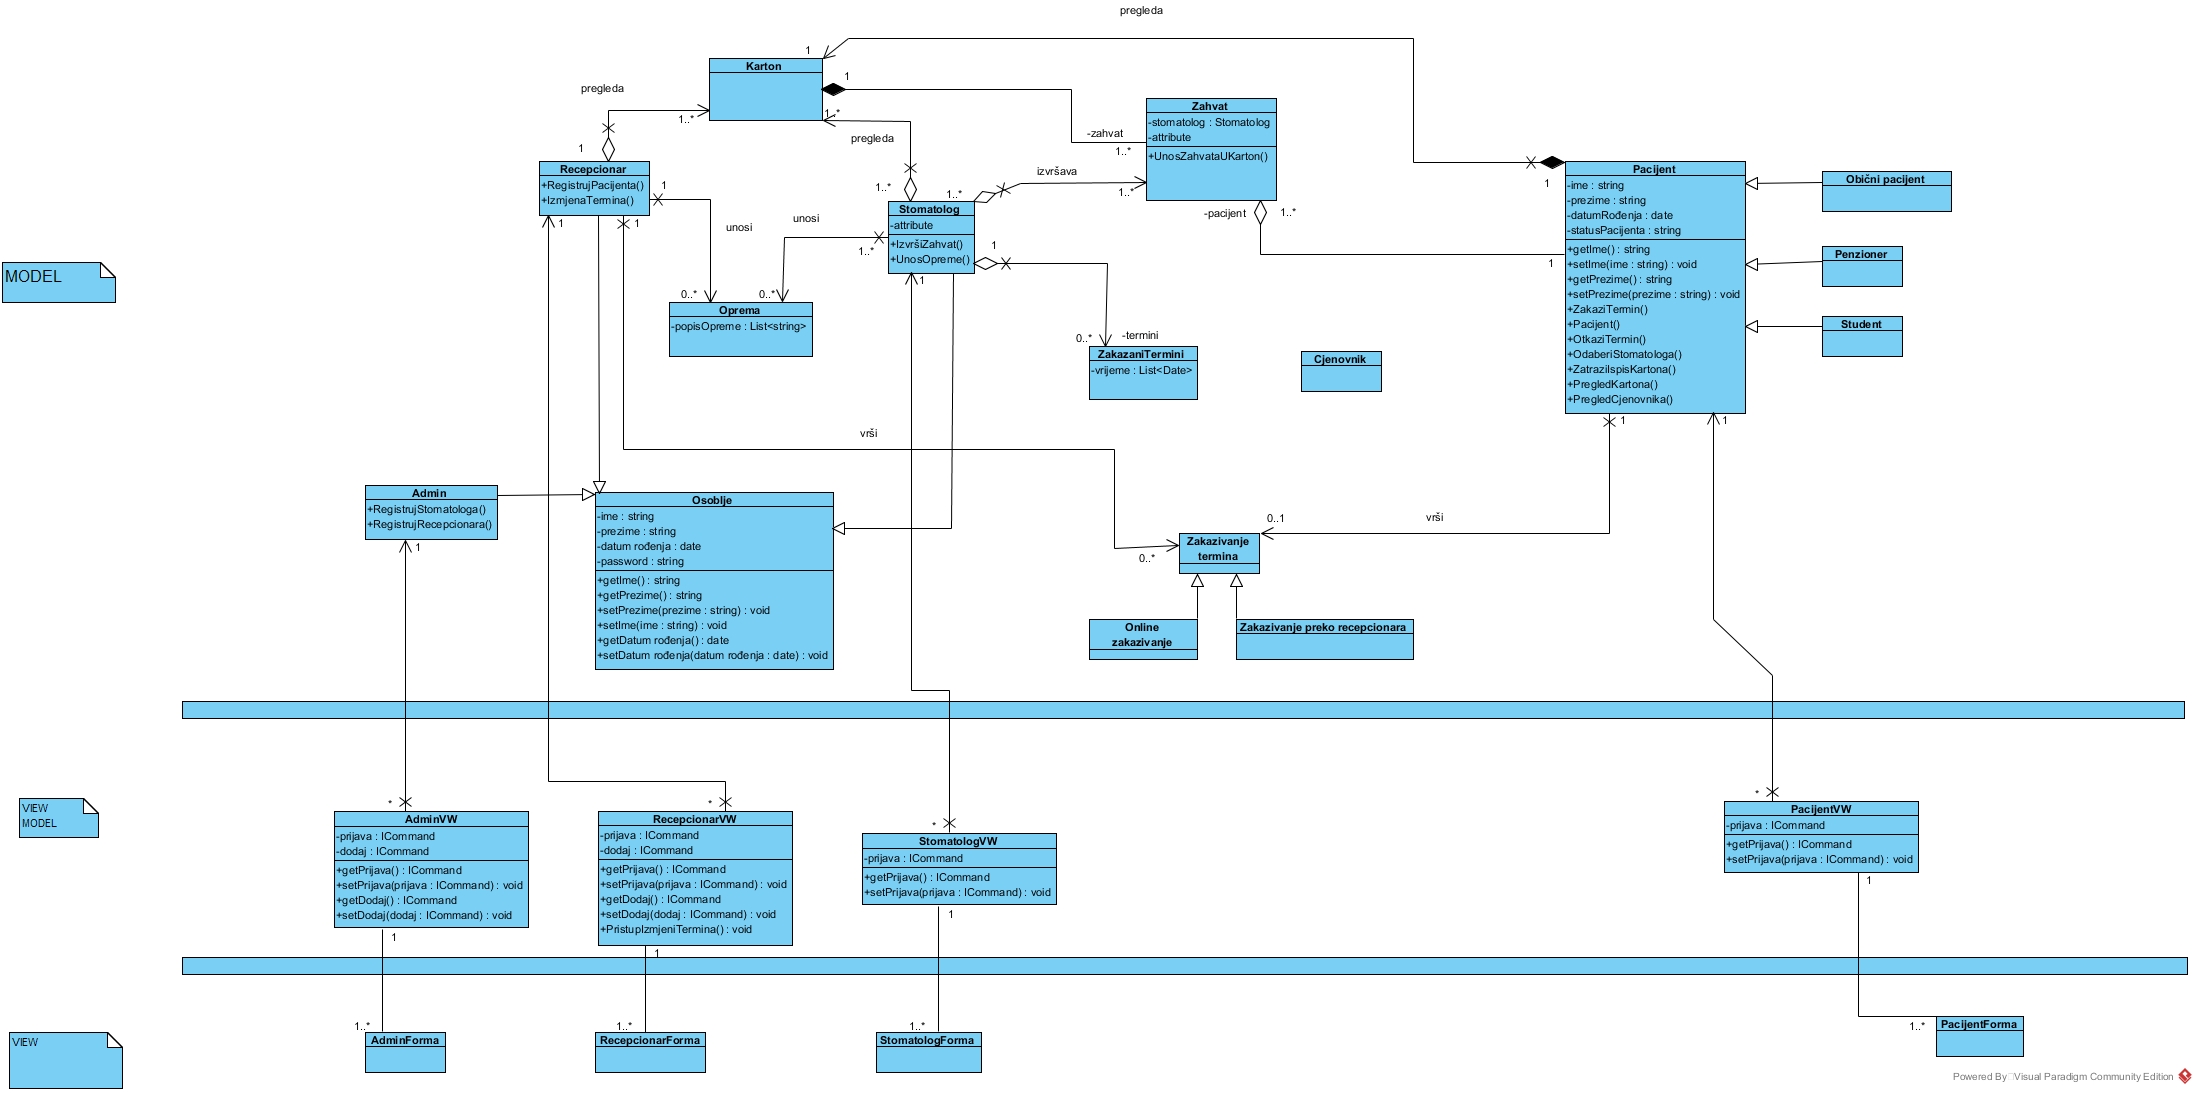 pregleda
1
Karton
1
pregleda
1..*
1..*
pregleda
-zahvat
1..*
Zahvat
-stomatolog : Stomatolog
-attribute
+UnosZahvataUKarton()
1
Recepcionar
+RegistrujPacijenta()
+IzmjenaTermina()
1
1
1
unosi
unosi
1..*
1..*
izvršava
1..*
1..*
Stomatolog
-attribute
+IzvršiZahvat()
+UnosOpreme()
1
1
-pacijent
1..*
1
1
Pacijent
-ime : string
-prezime : string
-datumRođenja : date
-statusPacijenta : string
+getIme() : string
+setIme(ime : string) : void
+getPrezime() : string
+setPrezime(prezime : string) : void
+ZakaziTermin()
+Pacijent()
+OtkaziTermin()
+OdaberiStomatologa()
+ZatraziIspisKartona()
+PregledKartona()
+PregledCjenovnika()
1
1
Obični pacijent
Penzioner
Student
MODEL
0..*
0..*
Oprema
-popisOpreme : List<string>
0..*
-termini
ZakazaniTermini
-vrijeme : List<Date>
Cjenovnik
vrši
Admin
+RegistrujStomatologa()
+RegistrujRecepcionara()
1
Osoblje
-ime : string
-prezime : string
-datum rođenja : date
-password : string
+getIme() : string
+getPrezime() : string
+setPrezime(prezime : string) : void
+setIme(ime : string) : void
+getDatum rođenja() : date
+setDatum rođenja(datum rođenja : date) : void
0..1
vrši
0..*
Zakazivanje
termina
Online
zakazivanje
Zakazivanje preko recepcionara
VIEW
MODEL
*
AdminVW
-prijava : ICommand
-dodaj : ICommand
+getPrijava() : ICommand
+setPrijava(prijava : ICommand) : void
+getDodaj() : ICommand
+setDodaj(dodaj : ICommand) : void
1
*
RecepcionarVW
-prijava : ICommand
-dodaj : ICommand
+getPrijava() : ICommand
+setPrijava(prijava : ICommand) : void
+getDodaj() : ICommand
+setDodaj(dodaj : ICommand) : void
+PristupIzmjeniTermina() : void
1
*
StomatologVW
-prijava : ICommand
+getPrijava() : ICommand
+setPrijava(prijava : ICommand) : void
1
*
PacijentVW
-prijava : ICommand
+getPrijava() : ICommand
+setPrijava(prijava : ICommand) : void
1
VIEW
1..*
AdminForma
1..*
RecepcionarForma
1..*
StomatologForma
1..*
PacijentForma
Powered By Visual Paradigm Community Edition